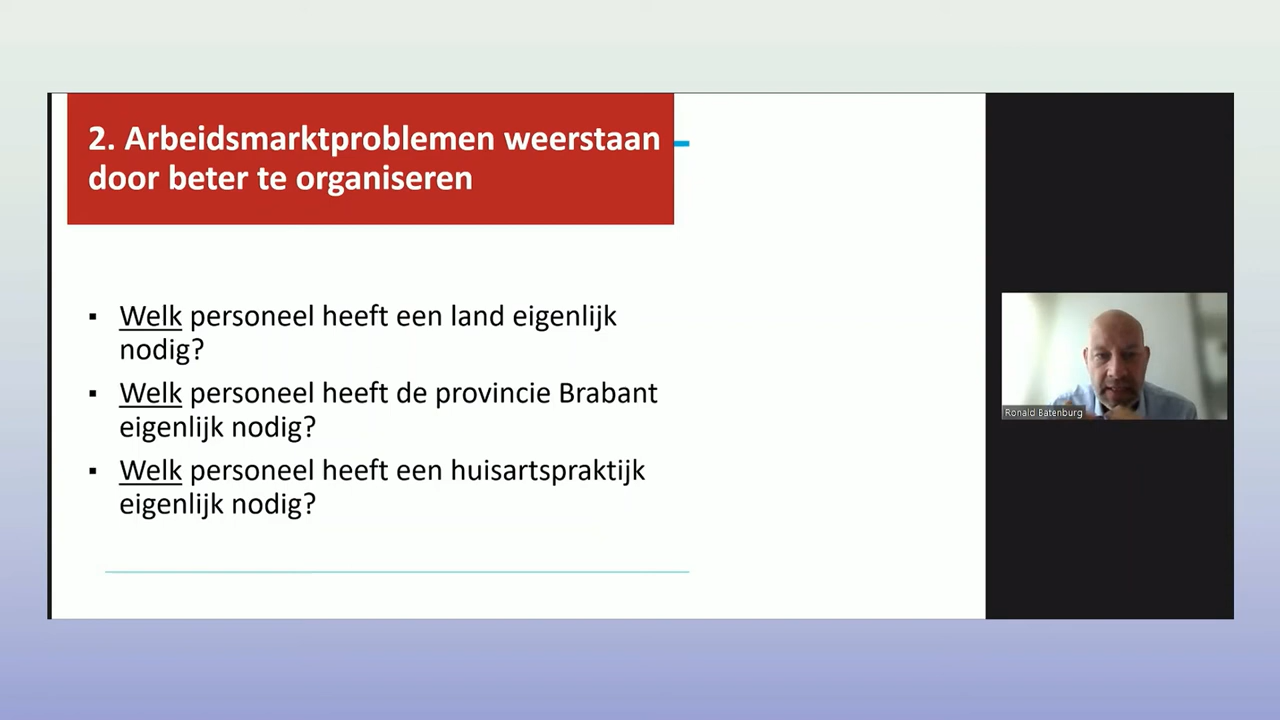 2. Arbeidsmarktproblemen weerstaan
door beter te organiseren
▪ Welk personeel heeft een land eigenlijk
nodig?
▪ Welk personeel heeft de provincie Brabant
eigenlijk nodig?
▪ Welk personeel heeft een huisartspraktijk
eigenlijk nodig?
Ronald Batenburg